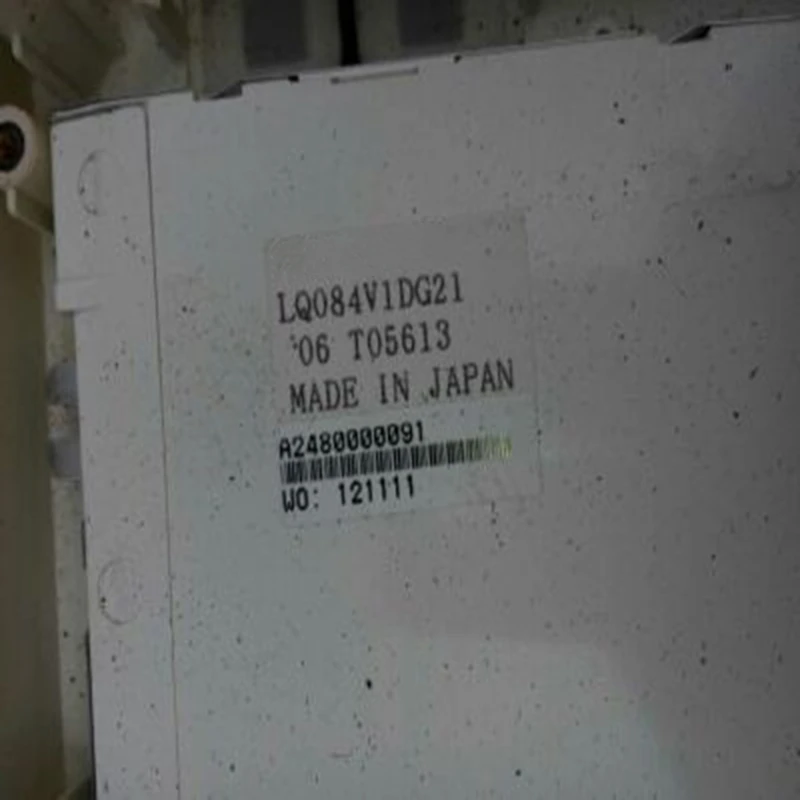 LQ084V1DG21
'06 T05613
MADE IN JAPAN
A2480000091
WO: 121111